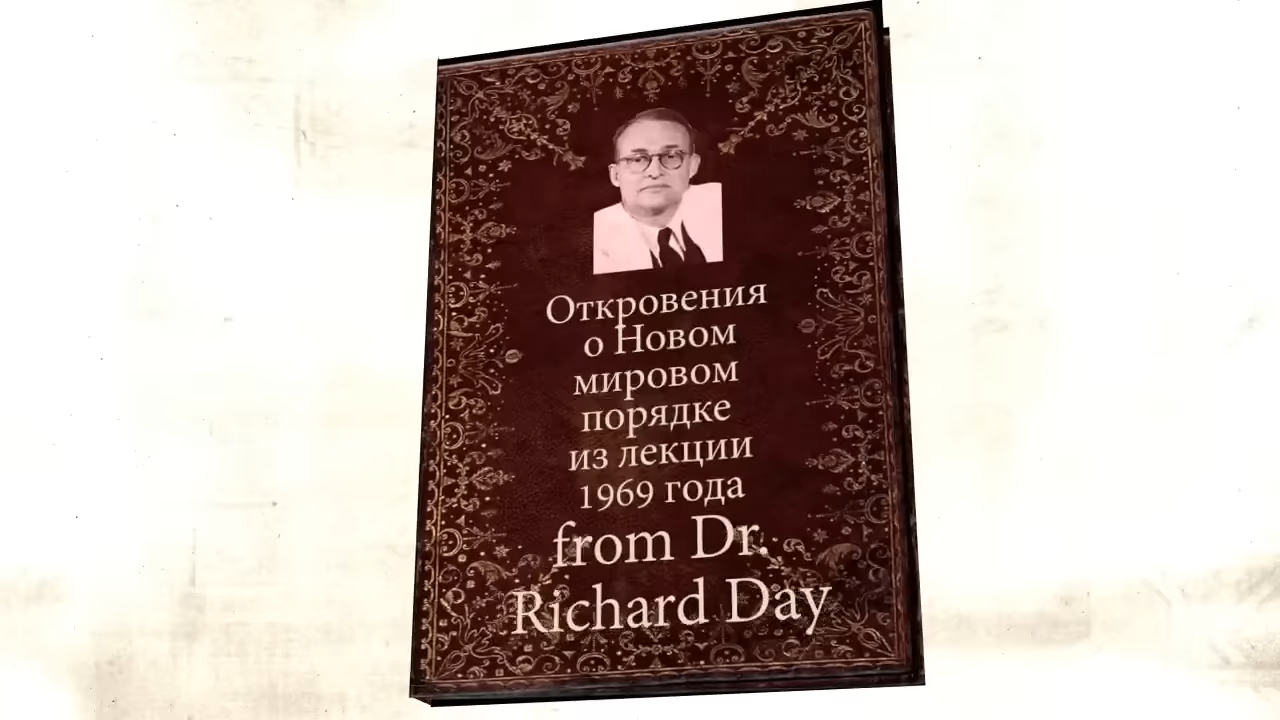 Откровения
о Новом
мировом
порядке
из лекции
1969 года
from Dr.
Richard Day